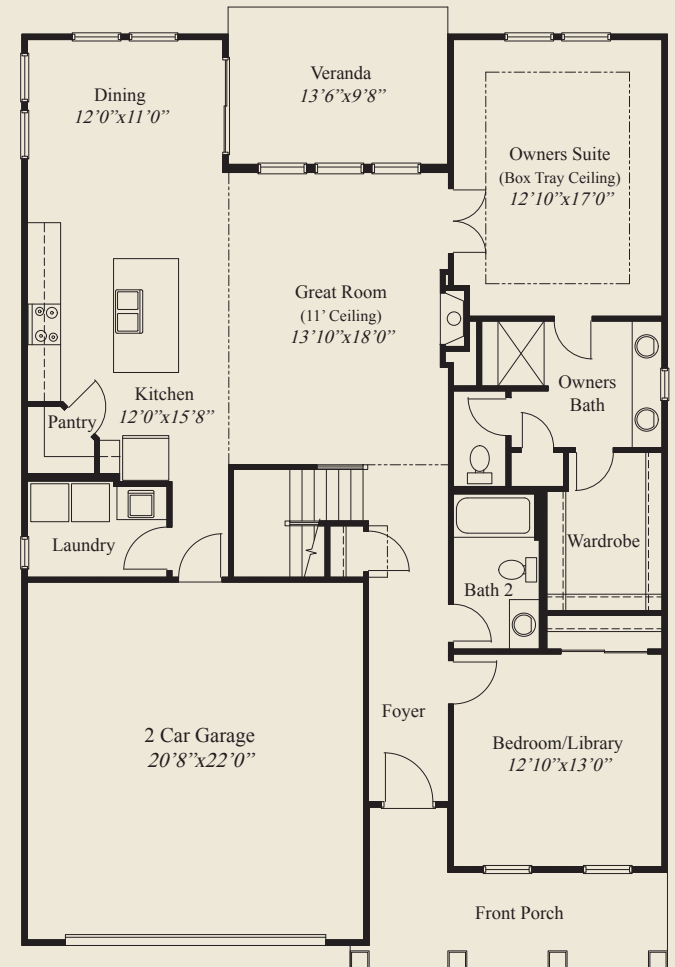 Veranda
13'6”x9'8”
Dining
12'0”x11'0”
Owners Suite
(Box Tray Ceiling)
12'10”x17'0”
Great Room
(11’ Ceiling)
13'10”x18'0”
Kitchen
12'0”x15'8”
Pantry
Owners
Bath
Laundry
Wardrobe
Bath 2
Foyer
2 Car Garage
20'8”x22'0”
Bedroom/Library
12'10”x13'0”
Front Porch